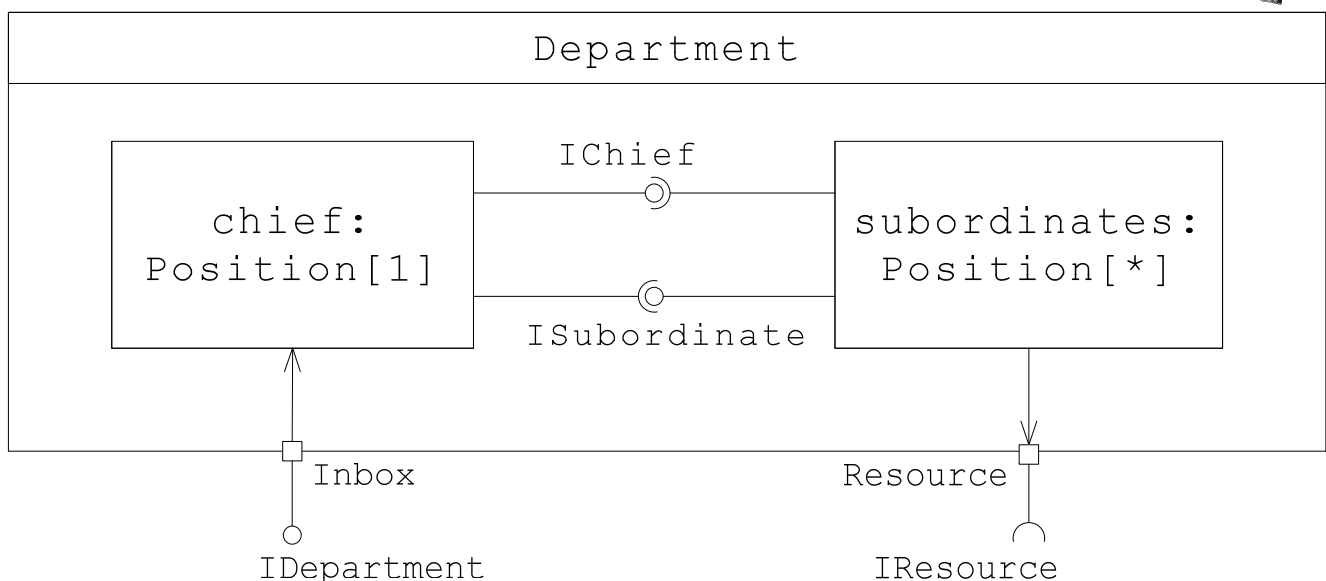 Department
IChief
chief:
Position[1]
subordinates:
Position[*]
ISubordinate
Inbox
Resource
IDepartment
IResource